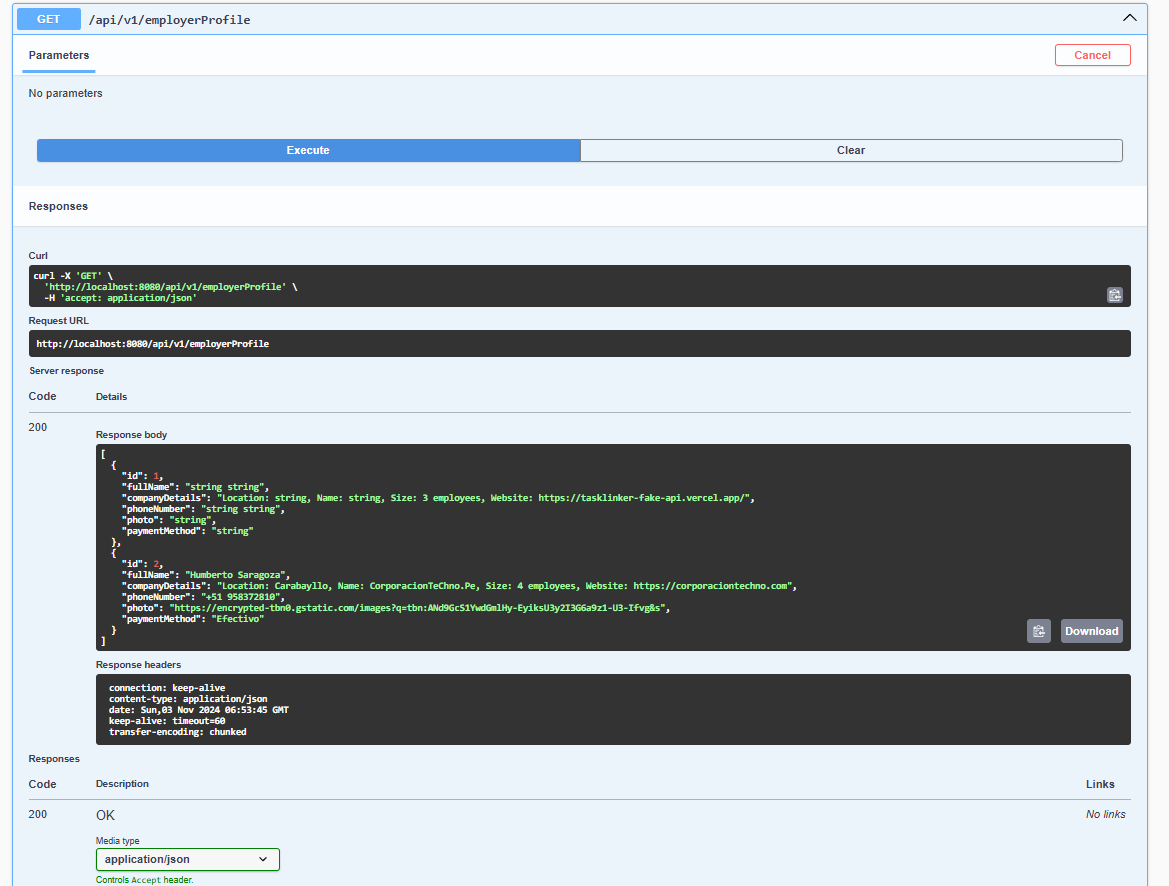 GET /api/v1/employerProfile
Parameters
Cancel
No parameters
Execute
Clear
Responses
Curl
curl -X 'GET' \
'http://localhost:8080/api/v1/employerProfile' \
-H 'accept: application/json'
Request URL
http://localhost:8080/api/v1/employerProfile
Server response
Code Details
200
Response body
[
{
"id": 1,
"fullName": "string string",
"companyDetails": "Location: string, Name: string, Size: 3 employees, Website: https://tasklinker-fake-api.vercel.app/",
"phoneNumber": "string string",
"photo": "string",
"paymentMethod": "string"
},
{
"id": 2,
"fullName": "Humberto Saragoza",
"companyDetails": "Location: Carabayllo, Name: CorporacionTeChno.Pe, Size: 4 employees, Website: https://corporaciontechno.com",
"phoneNumber": "+51 958372810",
"photo": "https://encrypted-tbn0.gstatic.com/images?q=tbn:ANd9GcS1YwdGmlHy-EyiksU3y2I3G6a9z1-U3-Ifvg&s",
"paymentMethod": "Efectivo"
}
]
Download
Response headers
connection: keep-alive
content-type: application/json
date: Sun,03 Nov 2024 06:53:45 GMT
keep-alive: timeout=60
transfer-encoding: chunked
Responses
Code Description Links
200 OK No links
Media type
application/json
Controls Accept header.